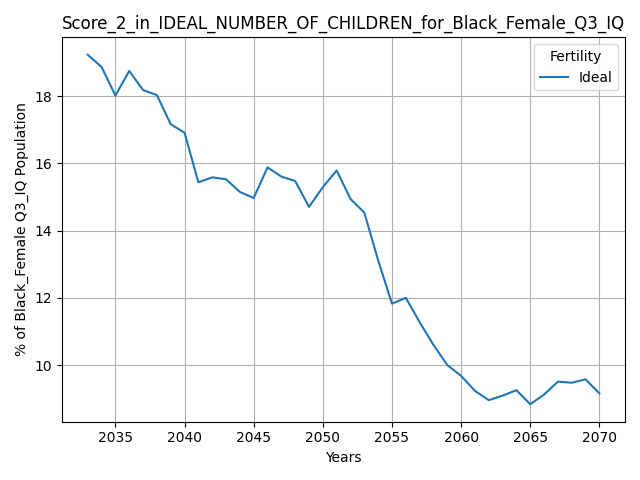 Score_2_in_IDEAL_NUMBER_OF_CHILDREN_for_Black_Female_Q3_IQ
Fertility
Ideal
% of Black_Female Q3_IQ Population
18
16
14
12
10
2035 2040 2045 2050 2055 2060 2065 2070
Years